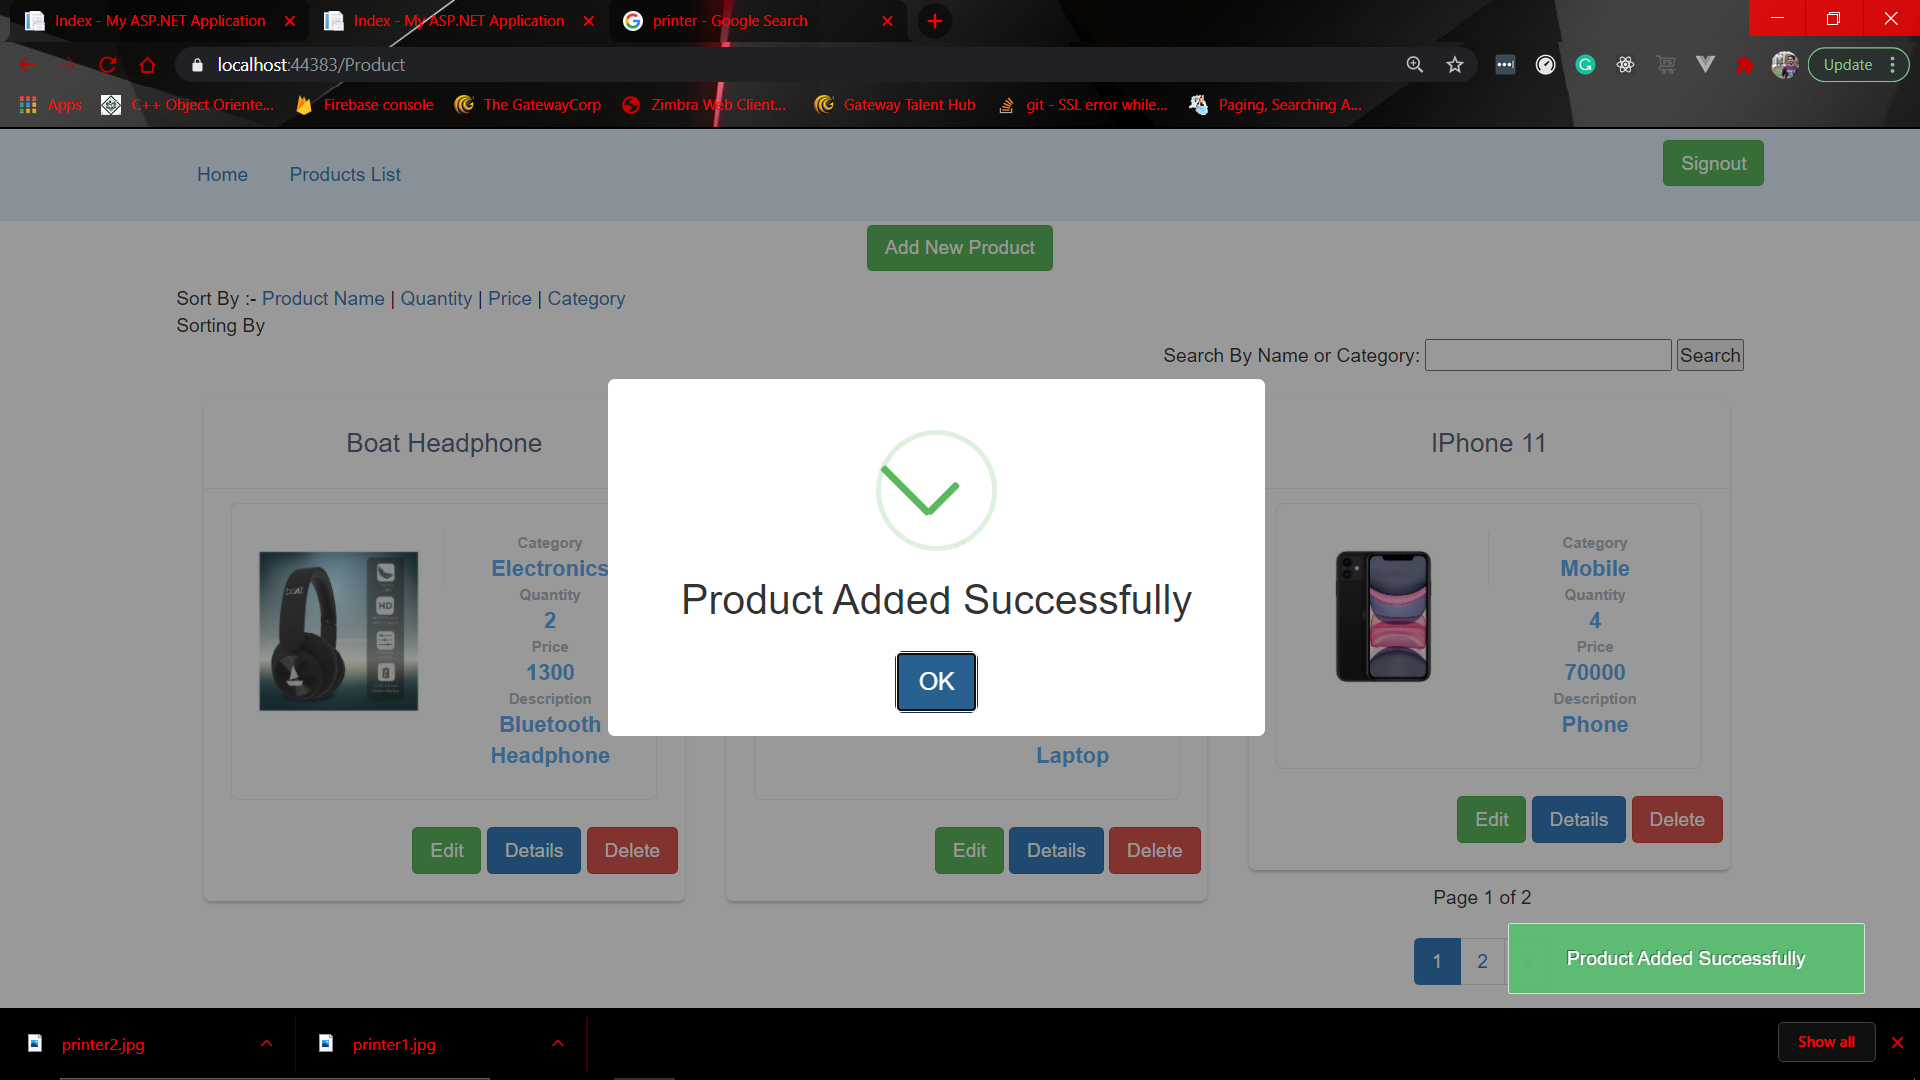 Index - My ASP.NET Application
Index - My ASP.NET Application
printer - Google Search
localhost:44383/Product
Update
Apps
C++ Object Oriente...
Firebase console
The GatewayCorp
Zimbra Web Client...
Gateway Talent Hub
git - SSL error while...
Paging, Searching A...
Home
Products List
Signout
Add New Product
Sort By :- Product Name | Quantity | Price | Category
Sorting By
Search By Name or Category:
Search
Boat Headphone
boAt
HD
Category
Electronics
Quantity
2
Price
1300
Description
Bluetooth
Headphone
Edit
Details
Delete
Product Added Successfully
OK
Laptop
Edit
Details
Delete
IPhone 11
Category
Mobile
Quantity
4
Price
70000
Description
Phone
Edit
Details
Delete
Page 1 of 2
1
2
Product Added Successfully
printer2.jpg
printer1.jpg
Show all